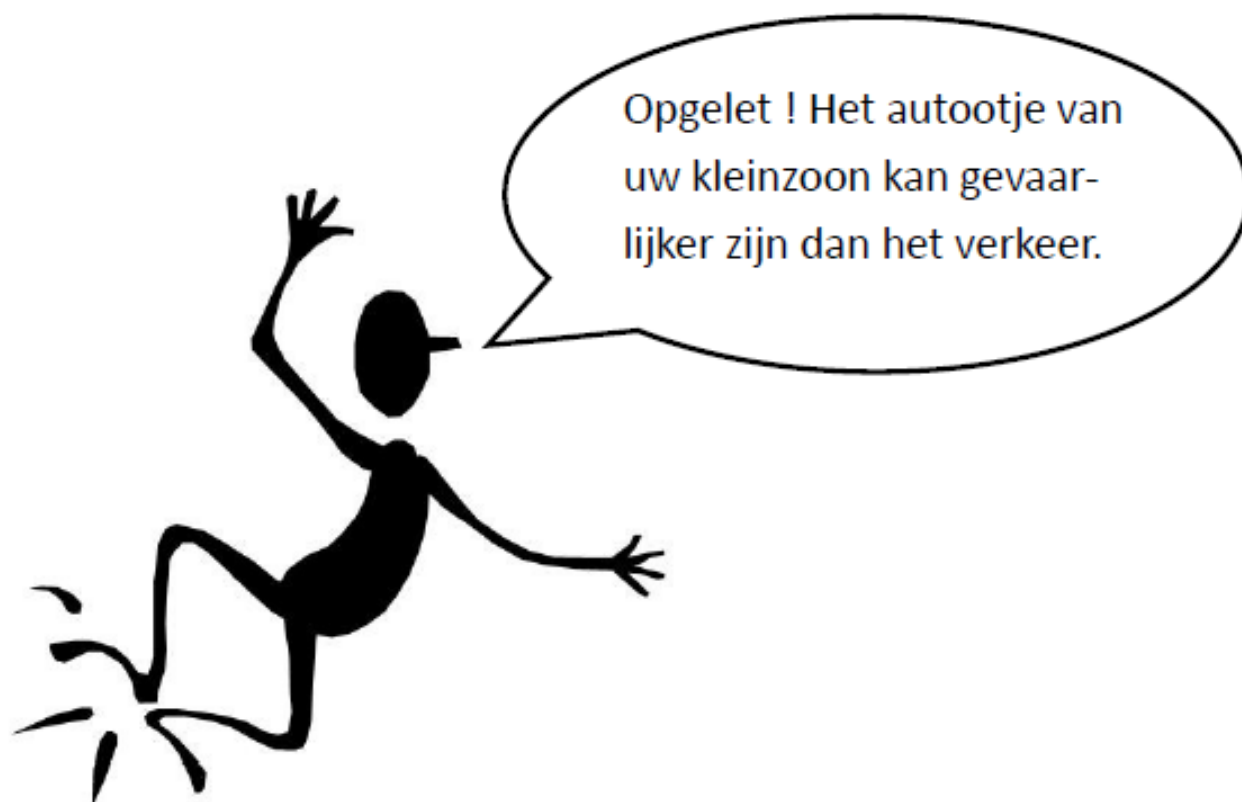 Opgelet ! Het autootje van
uw kleinzoon kan gevaar-
lijker zijn dan het verkeer.